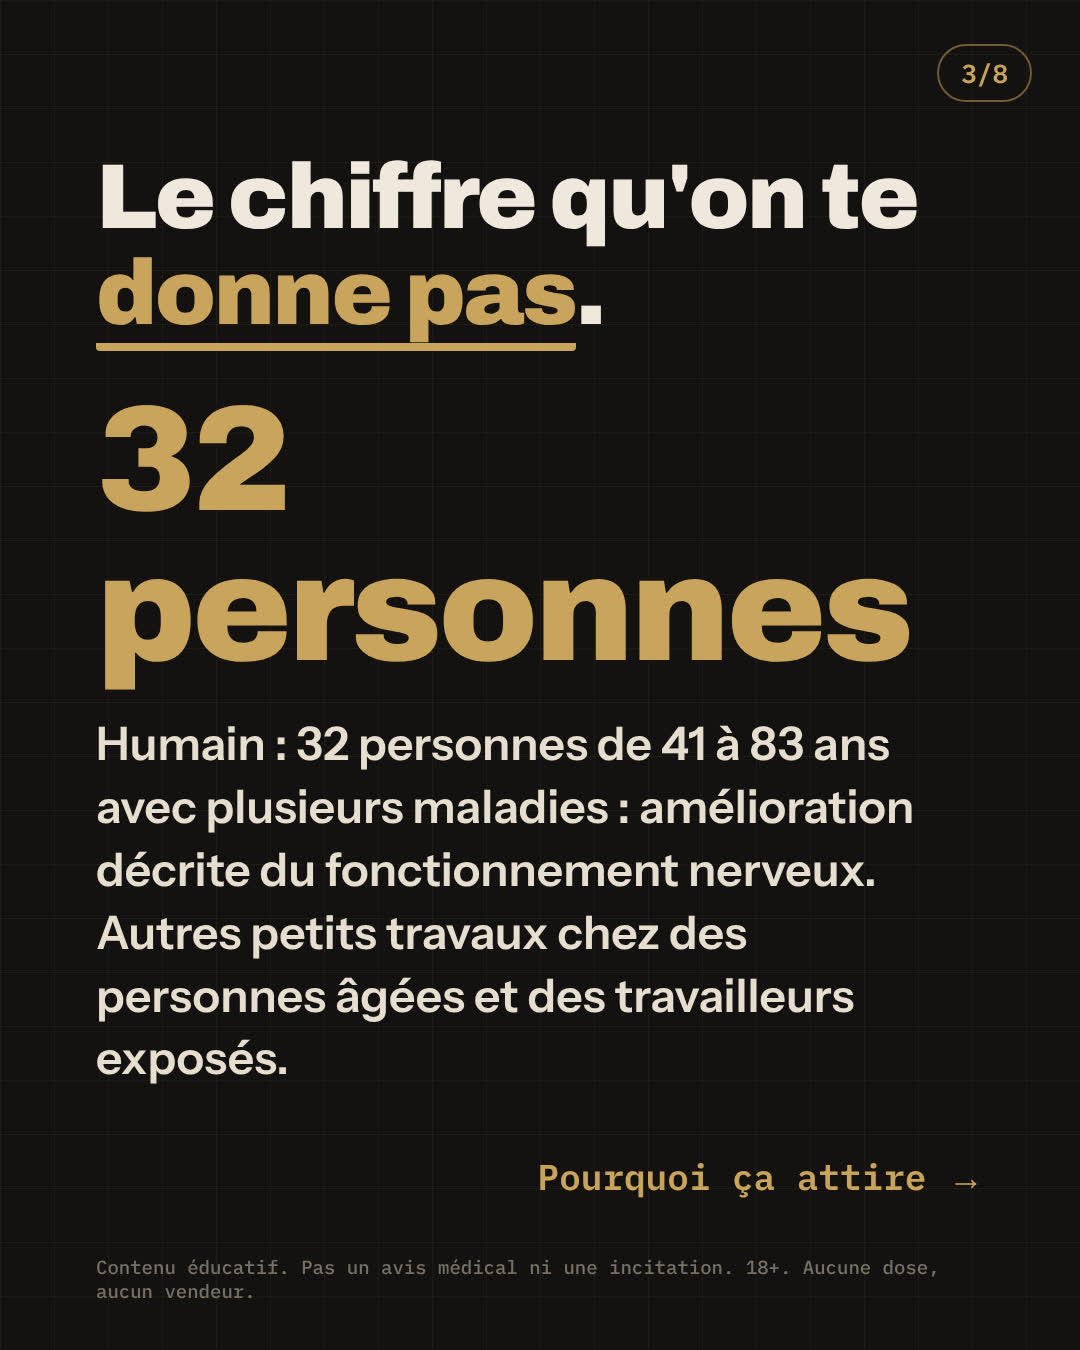 3/8
Le chiffre qu'on te
donne pas.
32
personnes
Humain : 32 personnes de 41 à 83 ans
avec plusieurs maladies : amélioration
décrite du fonctionnement nerveux.
Autres petits travaux chez des
personnes âgées et des travailleurs
exposés.
Pourquoi ça attire →
Contenu éducatif. Pas un avis médical ni une incitation. 18+. Aucune dose,
aucun vendeur.